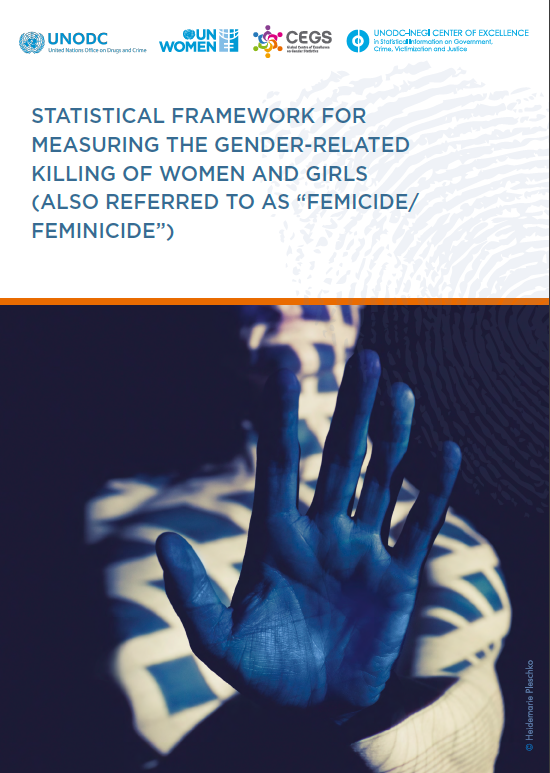 UNODC
United Nations Office on Drugs and Crime
UN
WOMEN
CEGS
Global Centre of Excellence
on Gender Statistics
UNODC-INEGI CENTER OF EXCELLENCE
in Statistical Information on Government,
Crime, Victimization and Justice
STATISTICAL FRAMEWORK FOR
MEASURING THE GENDER-RELATED
KILLING OF WOMEN AND GIRLS
(ALSO REFERRED TO AS “FEMICIDE/
FEMINICIDE”)
© Heidemarie Pleschko